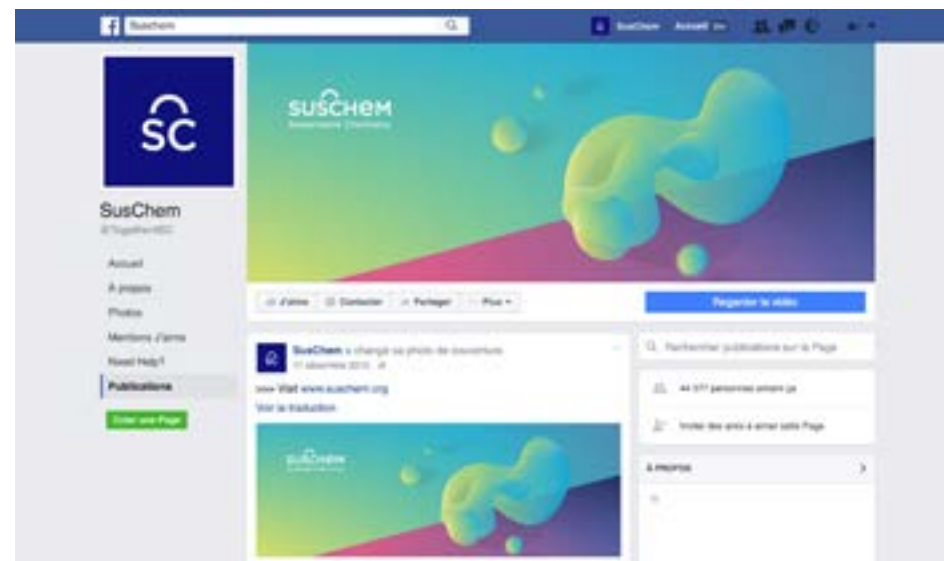 Suschem
SusChem Accueil
SUSCHEM
Sustainable Chemistry
SC
SusChem
Accueil
À propos
Photos
Mentions J'aime
Need Help?
Publications
Créer une Page
J'aime Contacter Partager Plus
Regarder la vidéo
SusChem a changé sa photo de couverture.
>>> Visit www.suschem.org
Voir la traduction
SUSCHEM
Rechercher publications sur la Page
personnes aiment ça
Inviter des amis à aimer cette Page
À PROPOS